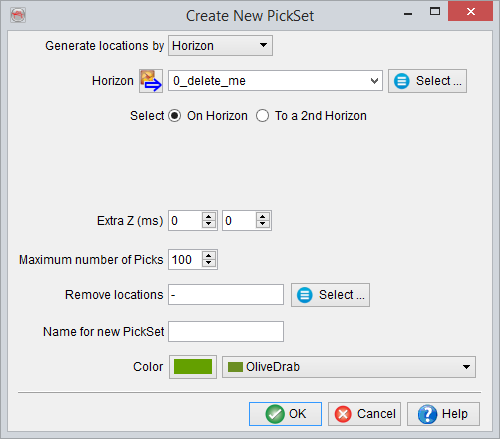 Create New PickSet
Generate locations by Horizon
Horizon 0_delete_me Select ...
Select On Horizon To a 2nd Horizon
Extra Z (ms) 0 0
Maximum number of Picks 100
Remove locations - Select ...
Name for new PickSet
Color OliveDrab
OK Cancel Help